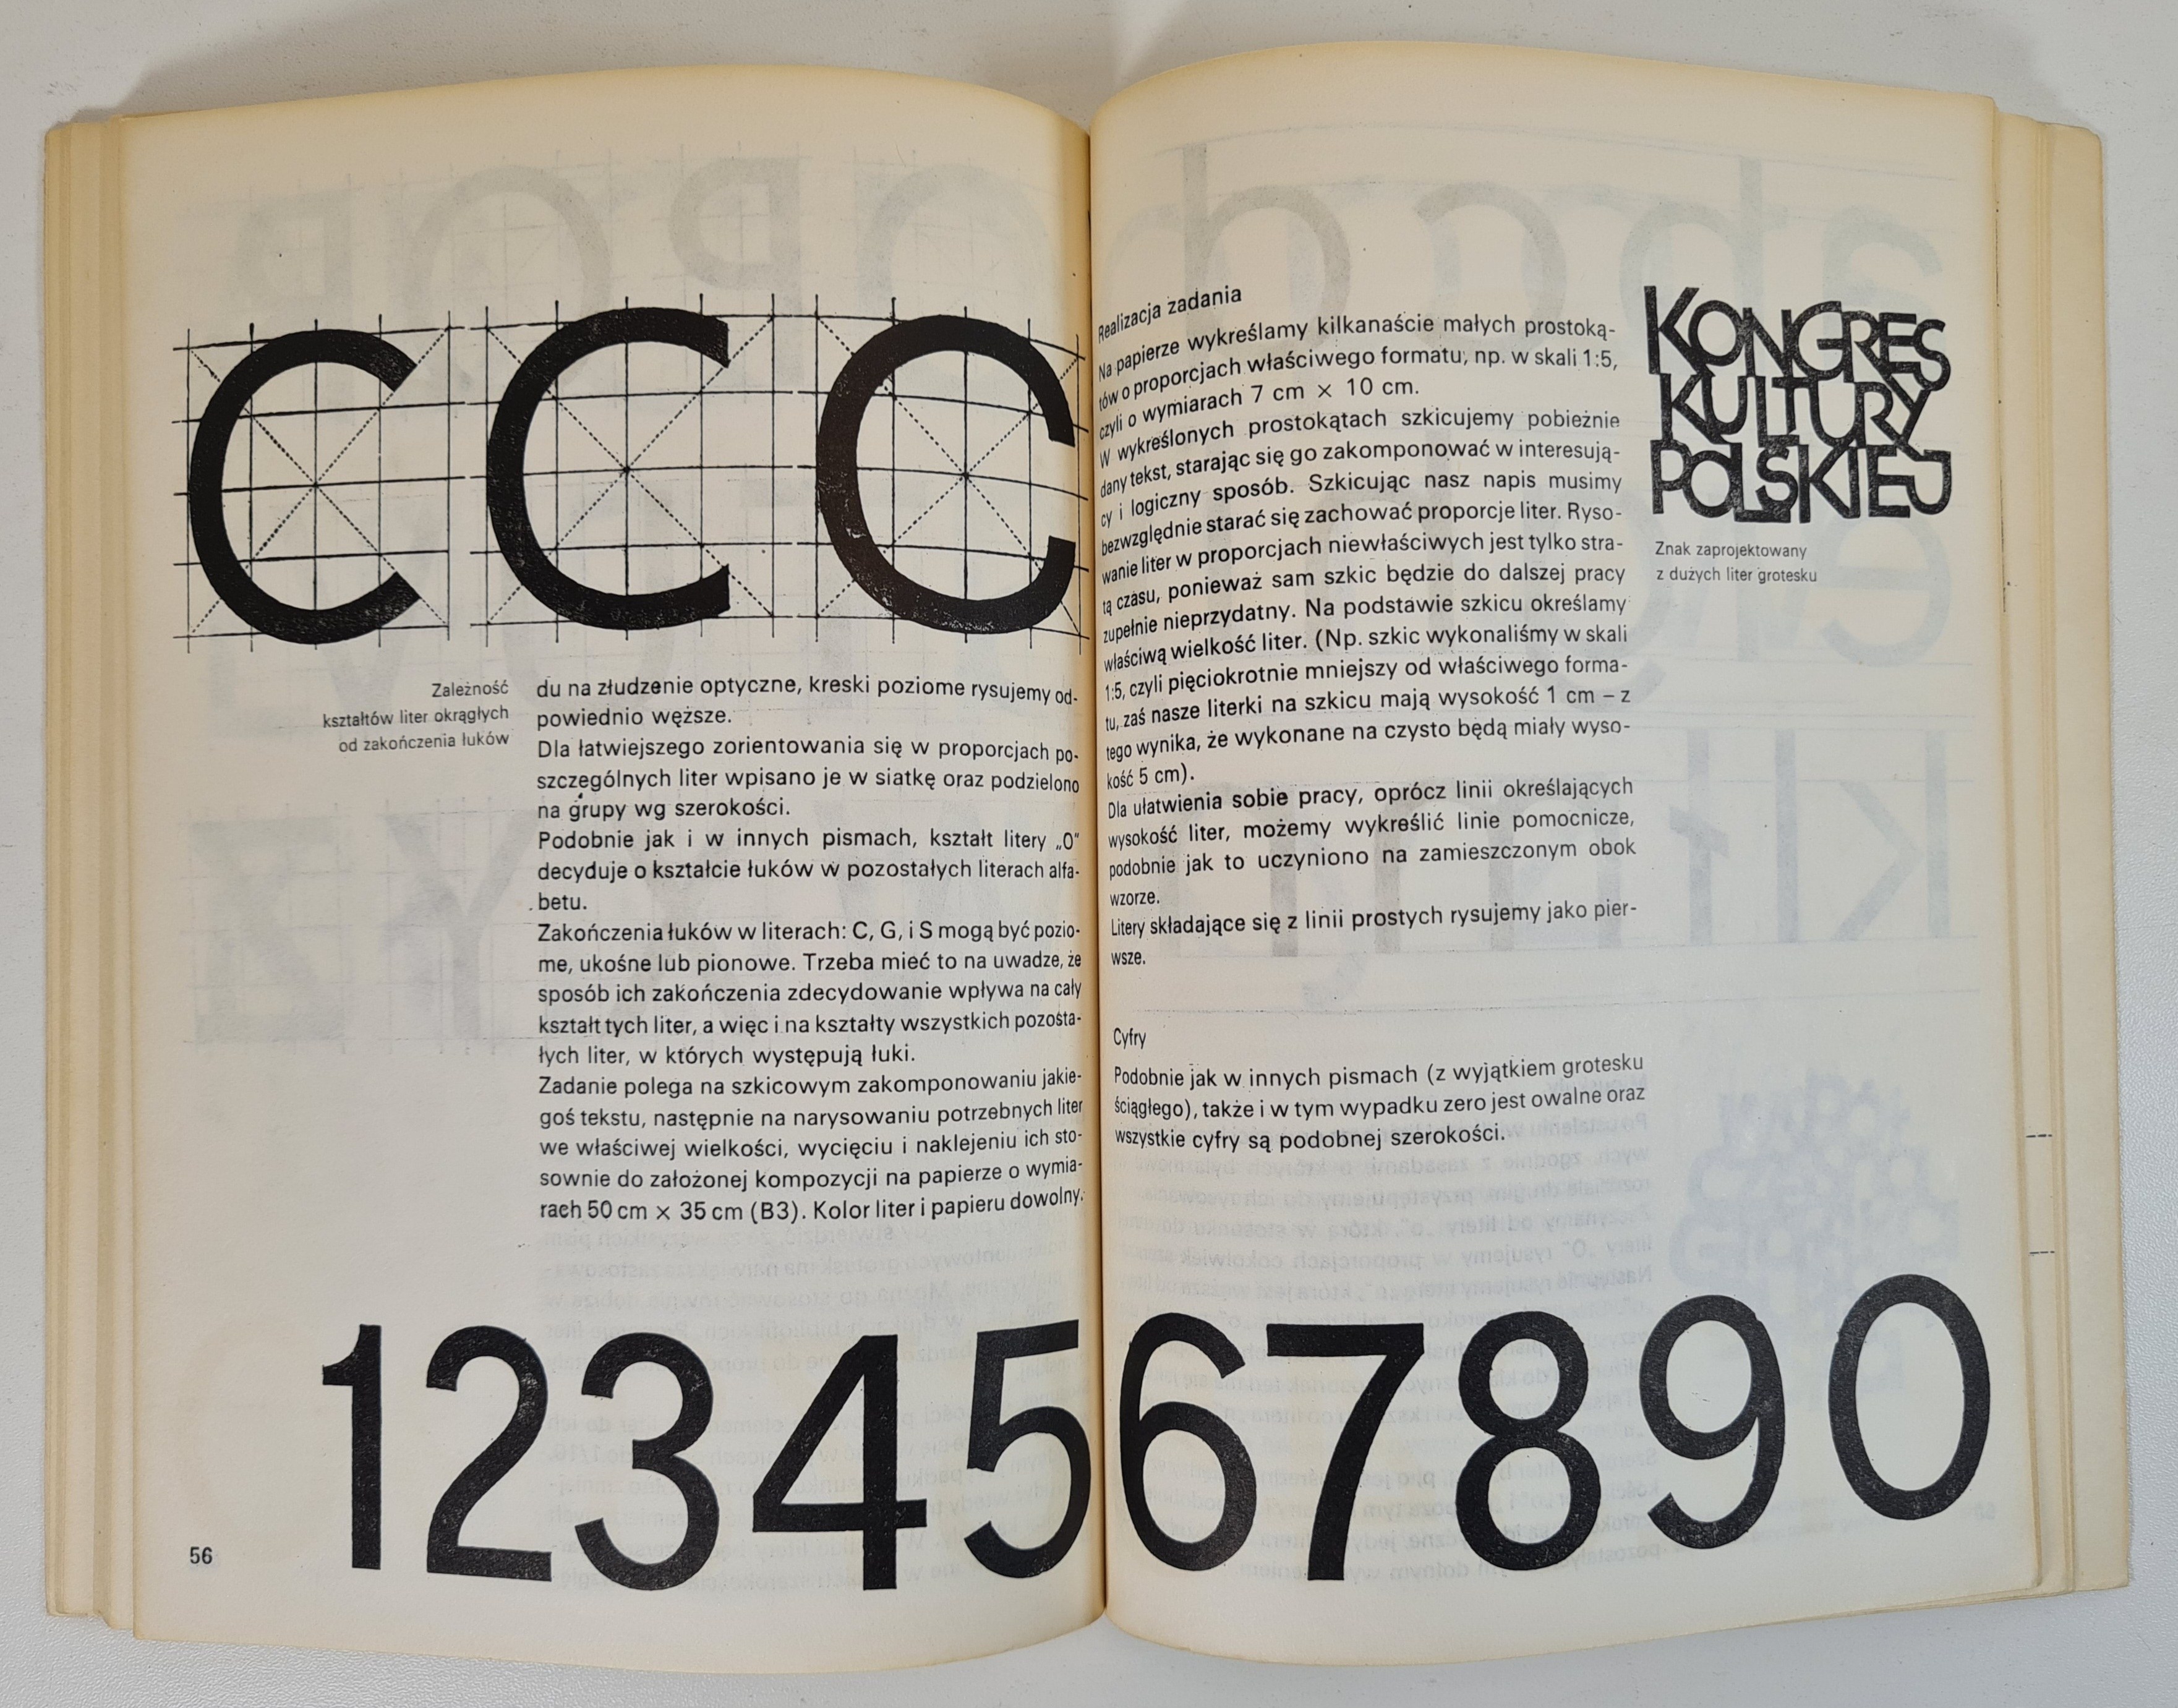 C C C
Zależność
kształtów liter okrągłych
od zakończenia łuków
du na złudzenie optyczne, kreski poziome rysujemy od-
powiednio węższe.
Dla łatwiejszego zorientowania się w proporcjach po-
szczególnych liter wpisano je w siatkę oraz podzielono
na grupy wg szerokości.
Podobnie jak i w innych pismach, kształt litery „O”
decyduje o kształcie łuków w pozostałych literach alfa-
betu.
Zakończenia łuków w literach: C, G, i S mogą być pozio-
me, ukośne lub pionowe. Trzeba mieć to na uwadze, że
sposób ich zakończenia zdecydowanie wpływa na cały
kształt tych liter, a więc i na kształty wszystkich pozosta-
łych liter, w których występują łuki.
Zadanie polega na szkicowym zakomponowaniu jakie-
goś tekstu, następnie na narysowaniu potrzebnych liter
we właściwej wielkości, wycięciu i naklejeniu ich sto-
sownie do założonej kompozycji na papierze o wymia-
rach 50 cm × 35 cm (B3). Kolor liter i papieru dowolny.
56
Realizacja zadania
Na papierze wykreślamy kilkanaście małych prostoką-
tów o proporcjach właściwego formatu, np. w skali 1:5,
czyli o wymiarach 7 cm × 10 cm.
W wykreślonych prostokątach szkicujemy pobieżnie
dany tekst, starając się go zakomponować w interesują-
cy i logiczny sposób. Szkicując nasz napis musimy
bezwzględnie starać się zachować proporcje liter. Ryso-
wanie liter w proporcjach niewłaściwych jest tylko stra-
tą czasu, ponieważ sam szkic będzie do dalszej pracy
zupełnie nieprzydatny. Na podstawie szkicu określamy
właściwą wielkość liter. (Np. szkic wykonaliśmy w skali
1:5, czyli pięciokrotnie mniejszy od właściwego forma-
tu, zaś nasze literki na szkicu mają wysokość 1 cm – z
tego wynika, że wykonane na czysto będą miały wyso-
kość 5 cm).
Dla ułatwienia sobie pracy, oprócz linii określających
wysokość liter, możemy wykreślić linie pomocnicze,
podobnie jak to uczyniono na zamieszczonym obok
wzorze.
Litery składające się z linii prostych rysujemy jako pier-
wsze.
KONGRES
KULTURY
POLSKIEJ
Znak zaprojektowany
z dużych liter grotesku
Cyfry
Podobnie jak w innych pismach (z wyjątkiem grotesku
ściągłego), także i w tym wypadku zero jest owalne oraz
wszystkie cyfry są podobnej szerokości.
1234567890